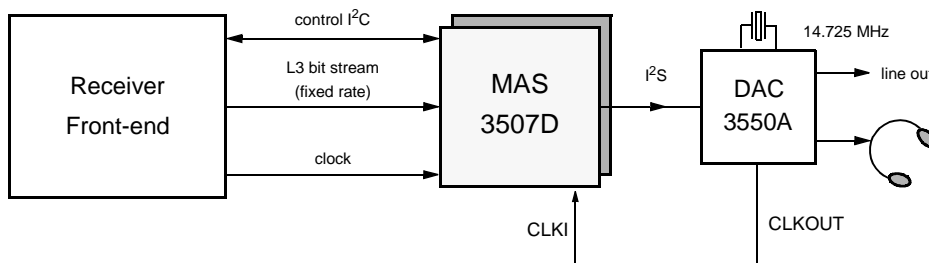 control I²C
14.725 MHz
L3 bit stream
(fixed rate)
Receiver
Front-end
MAS
3507D
I²S
DAC
3550A
line out
clock
CLKI
CLKOUT